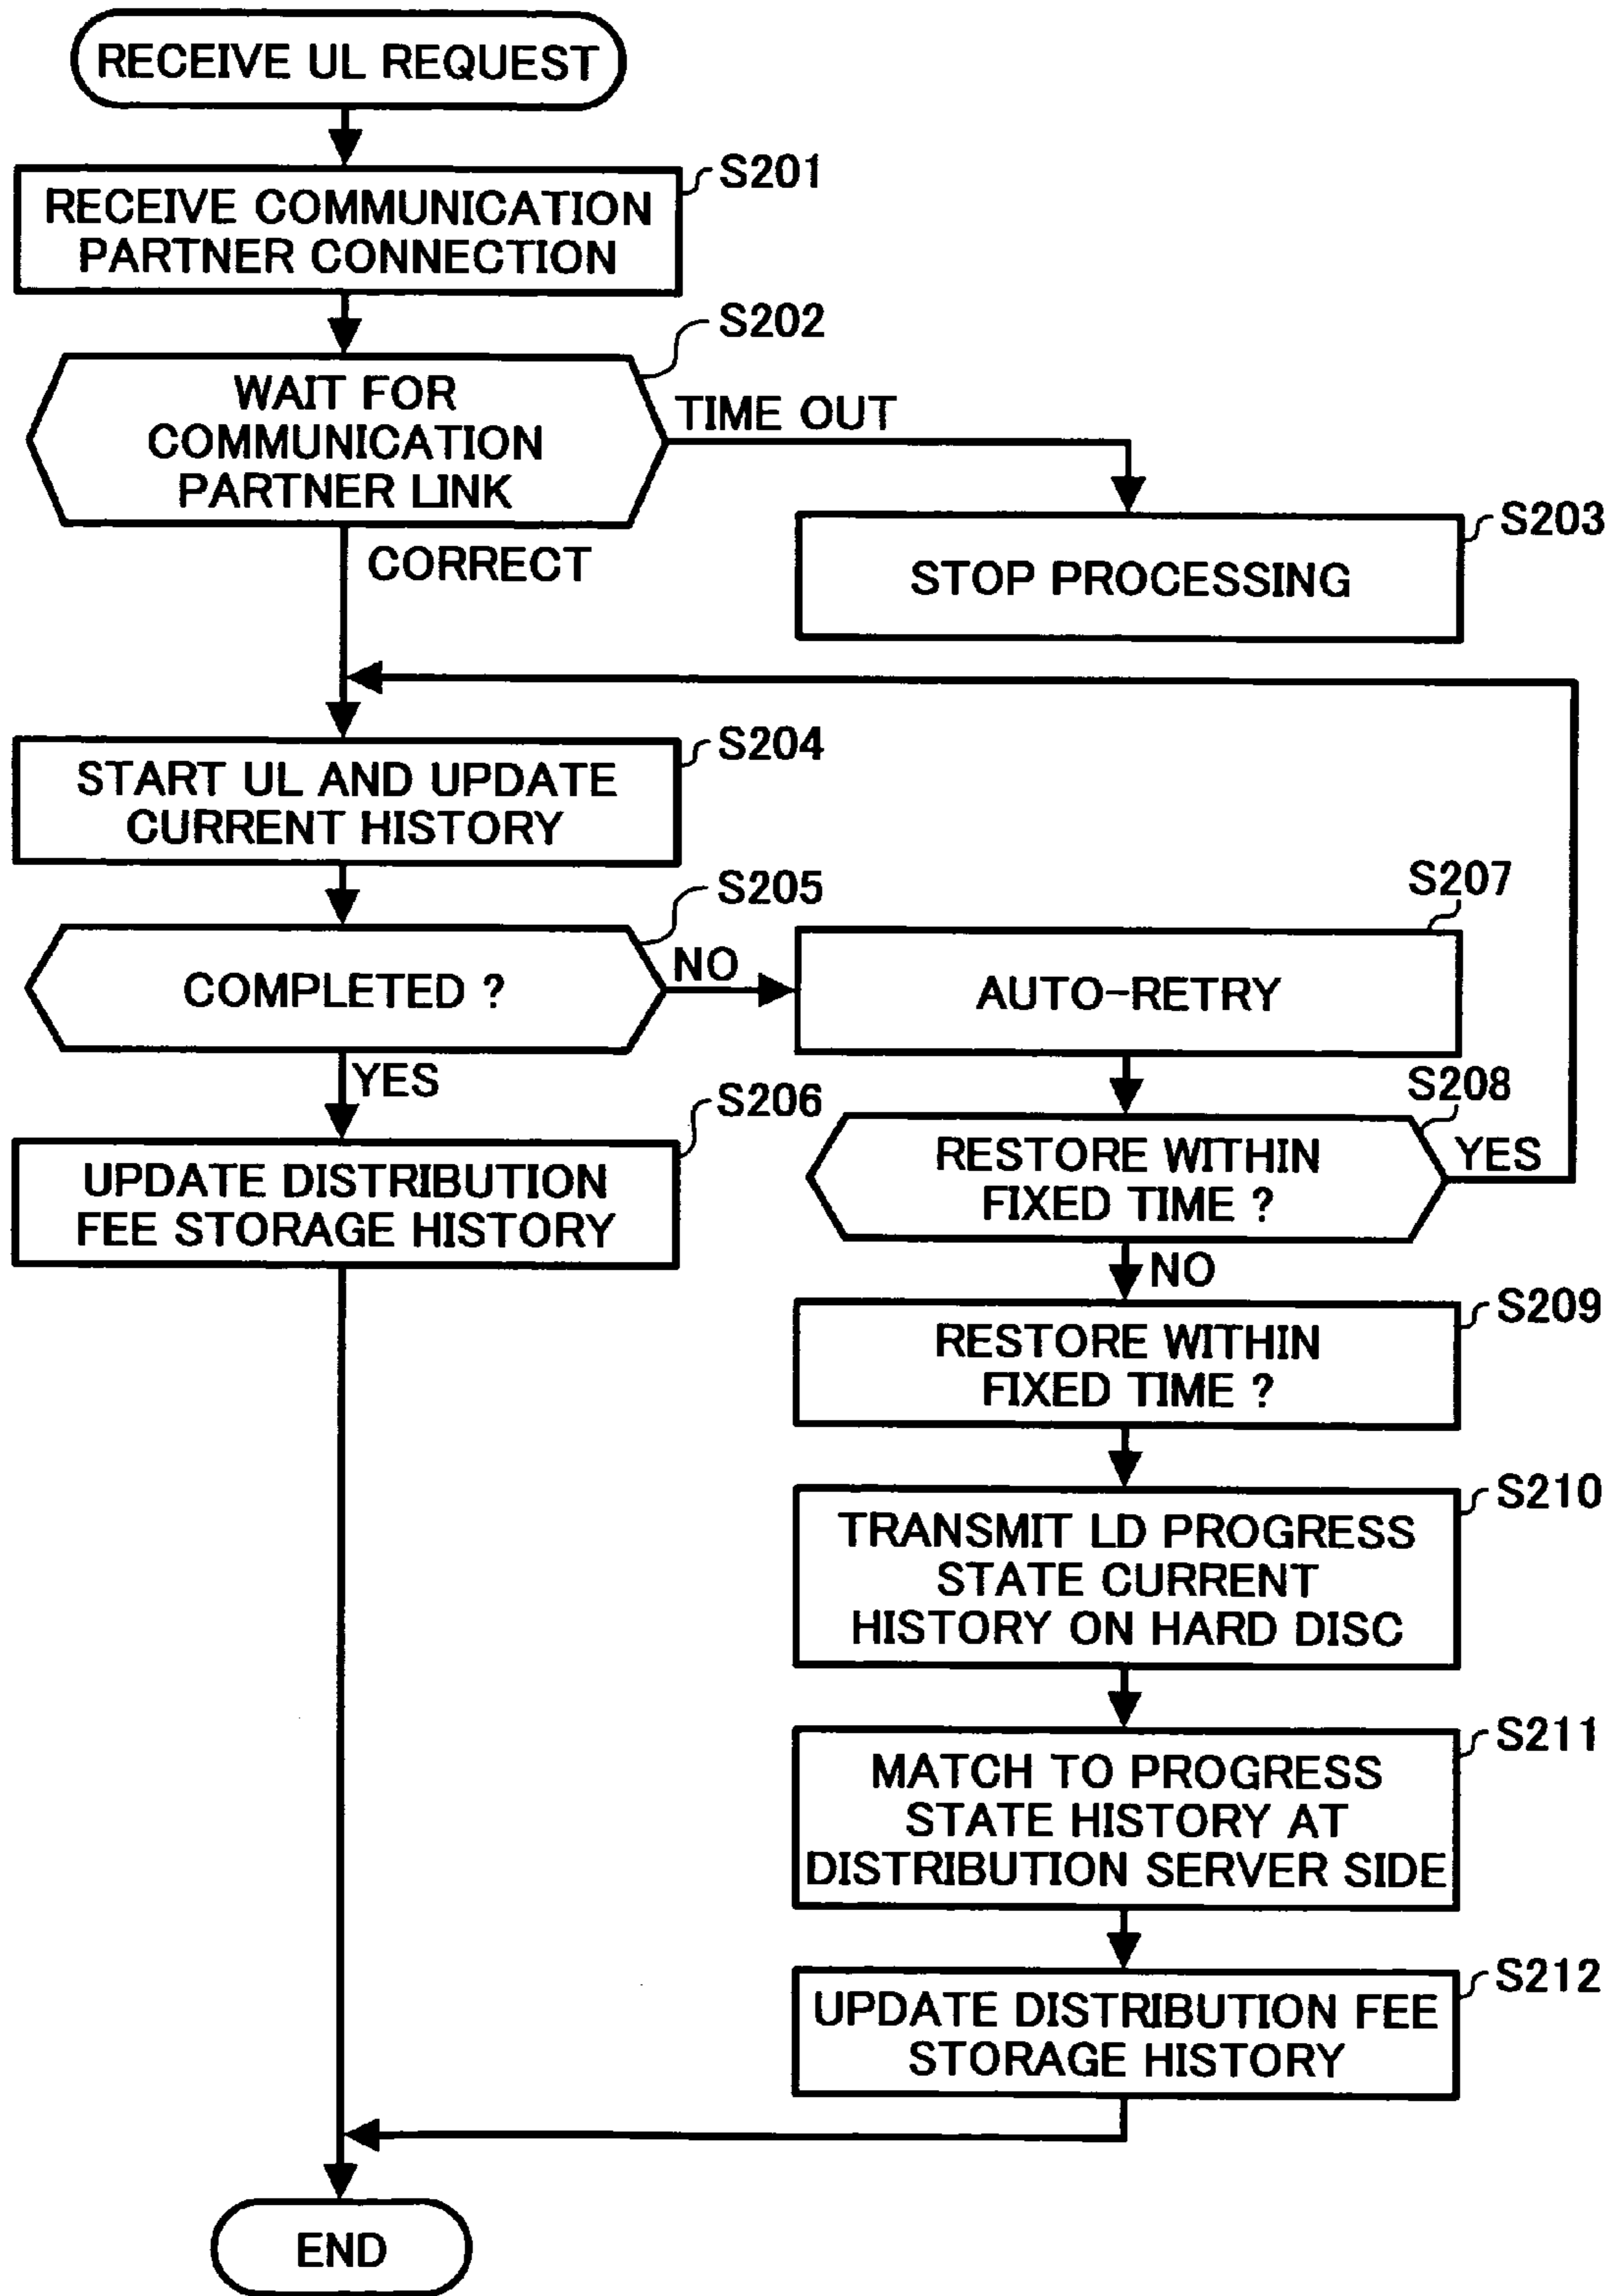 RECEIVE UL REQUEST
S201
RECEIVE COMMUNICATION
PARTNER CONNECTION
S202
WAIT FOR
COMMUNICATION
PARTNER LINK
TIME OUT
CORRECT
S203
STOP PROCESSING
S204
START UL AND UPDATE
CURRENT HISTORY
S205
COMPLETED ?
NO
YES
S207
AUTO-RETRY
S206
UPDATE DISTRIBUTION
FEE STORAGE HISTORY
S208
RESTORE WITHIN
FIXED TIME ?
YES
NO
S209
RESTORE WITHIN
FIXED TIME ?
S210
TRANSMIT LD PROGRESS
STATE CURRENT
HISTORY ON HARD DISC
S211
MATCH TO PROGRESS
STATE HISTORY AT
DISTRIBUTION SERVER SIDE
S212
UPDATE DISTRIBUTION FEE
STORAGE HISTORY
END